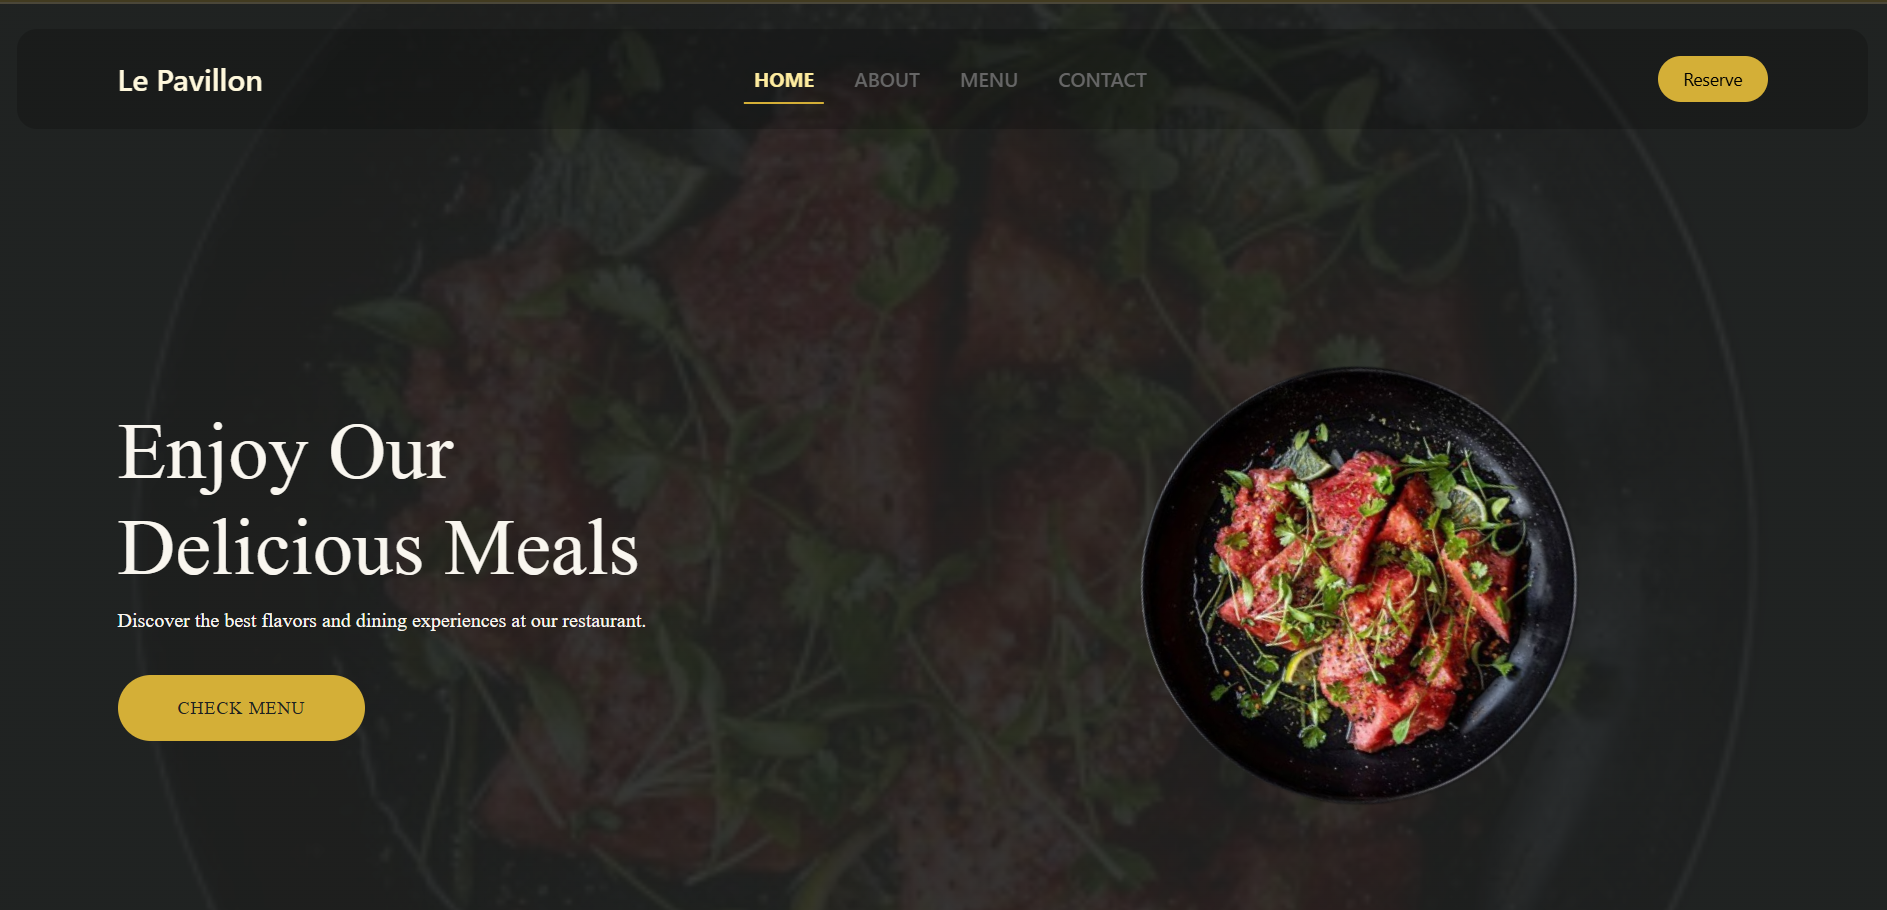 Le Pavillon
HOME ABOUT MENU CONTACT
Reserve
Enjoy Our
Delicious Meals
Discover the best flavors and dining experiences at our restaurant.
CHECK MENU